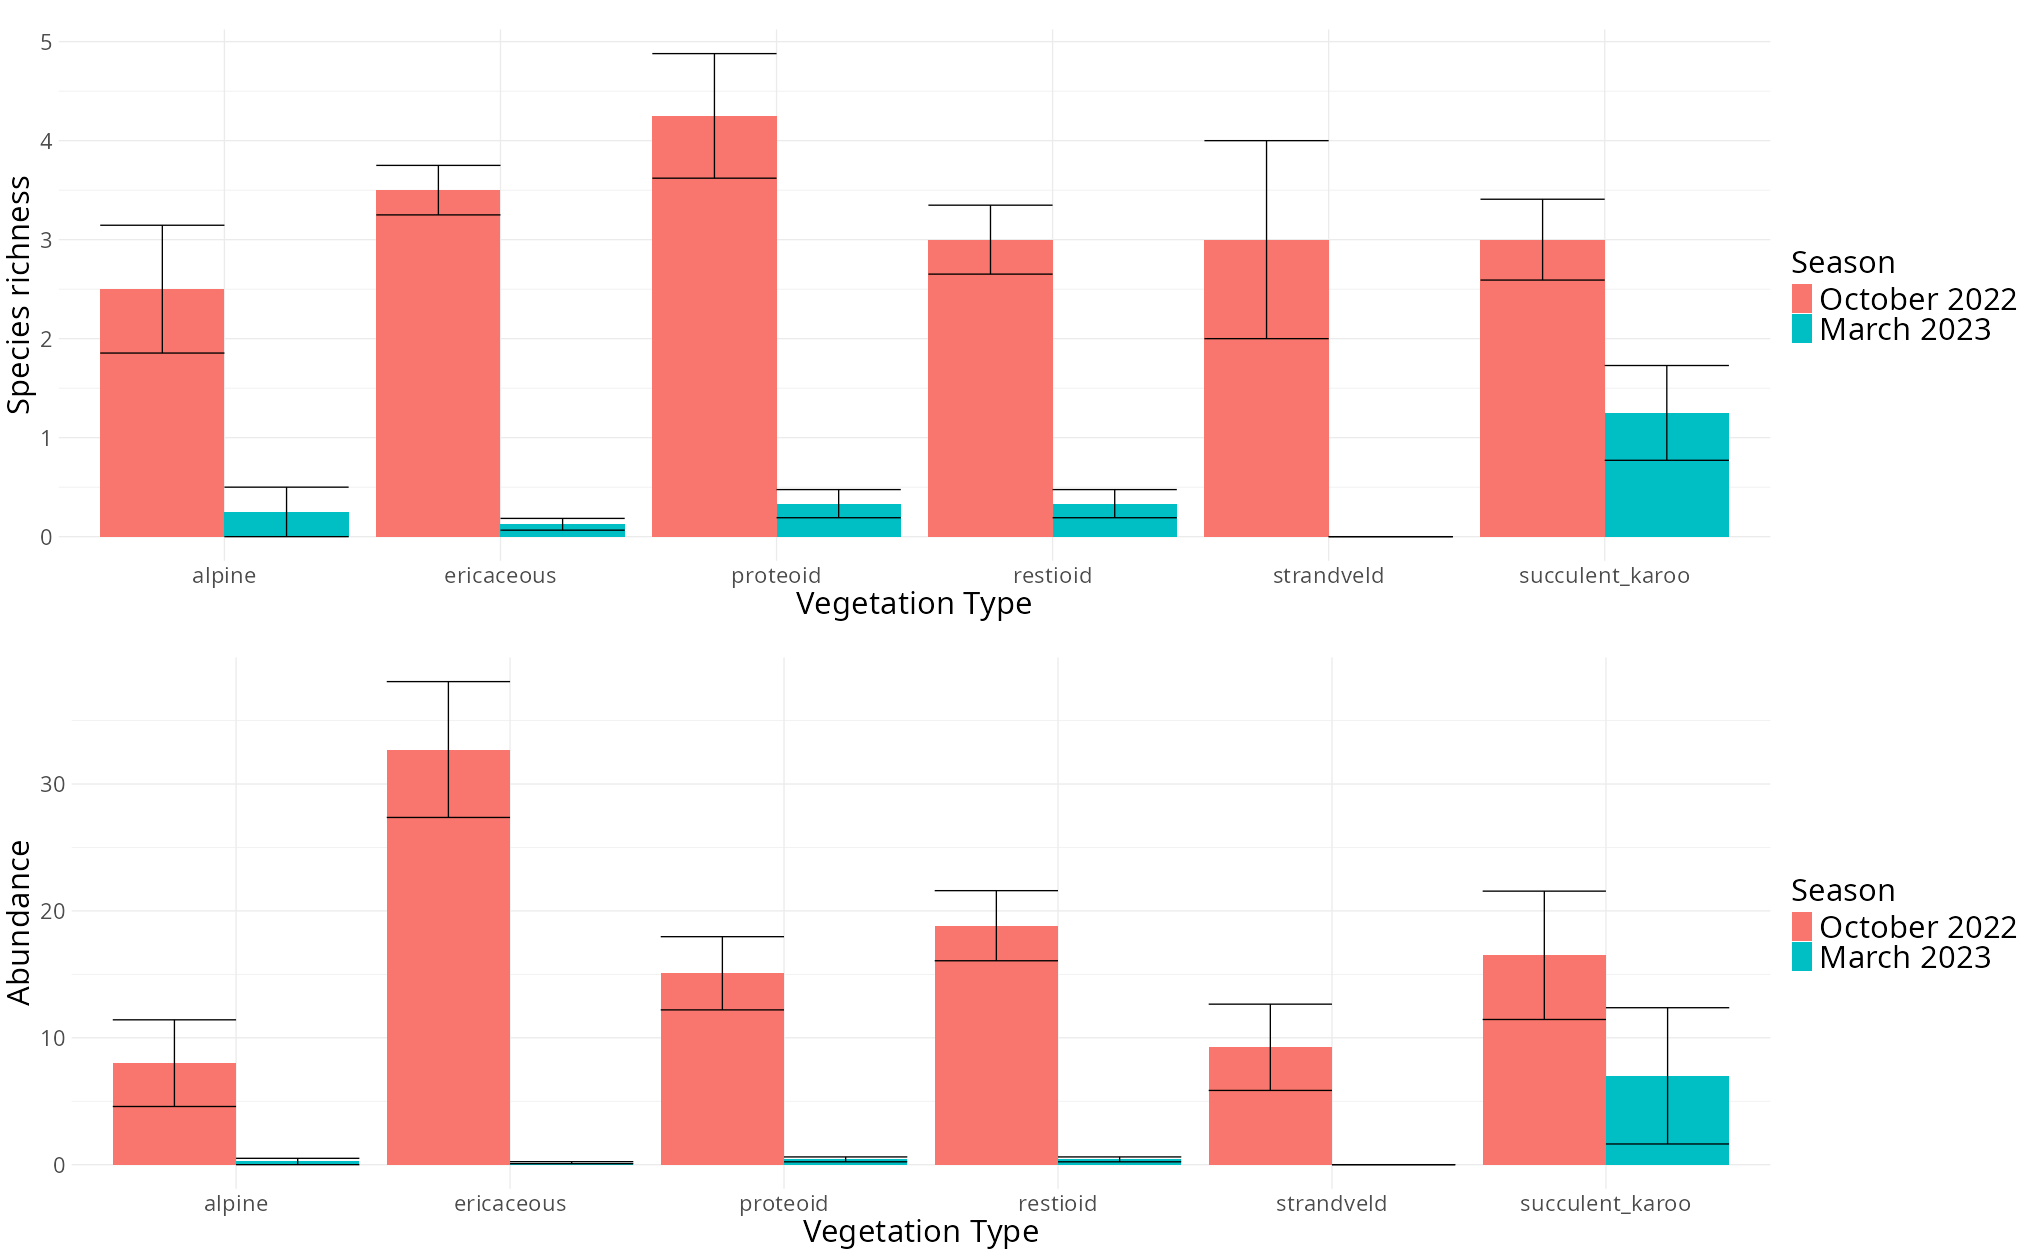 Species richness
5
4
3
2
1
0
alpine ericaceous proteoid restioid strandveld succulent_karoo
Vegetation Type
Season
October 2022
March 2023
Abundance
30
20
10
0
alpine ericaceous proteoid restioid strandveld succulent_karoo
Vegetation Type
Season
October 2022
March 2023